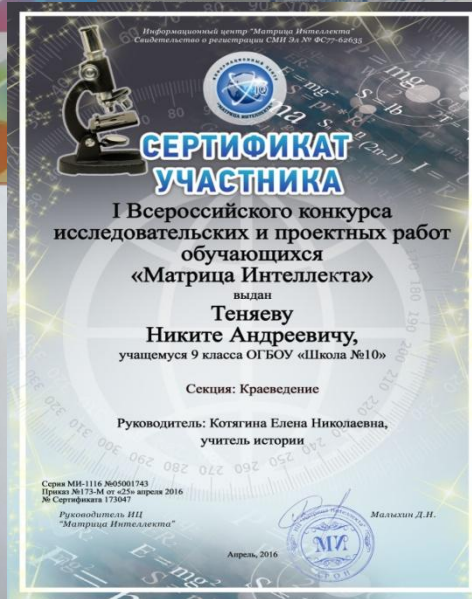 Информационный центр "Матрица Интеллекта"
Свидетельство о регистрации СМИ Эл № ФС77-62635
СЕРТИФИКАТ
УЧАСТНИКА
I Всероссийского конкурса
исследовательских и проектных работ
обучающихся
«Матрица Интеллекта»
выдан
Теняеву
Никите Андреевичу,
учащемуся 9 класса ОГБОУ «Школа №10»
Секция: Краеведение
Руководитель: Котягина Елена Николаевна,
учитель истории
Серия МИ-1116 №05001743
Приказ №173-М от «25» апреля 2016
№ Сертификата 173047
Руководитель ИЦ
"Матрица Интеллекта"
Малыхин Д.Н.
МИ
Апрель, 2016